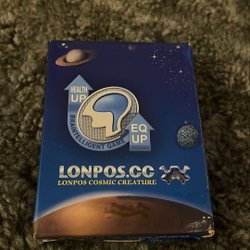 HEALTH
UP
BRAINTELLIGENT GAME
EQ
UP
LONPOS.CC
LONPOS COSMIC CREATURE